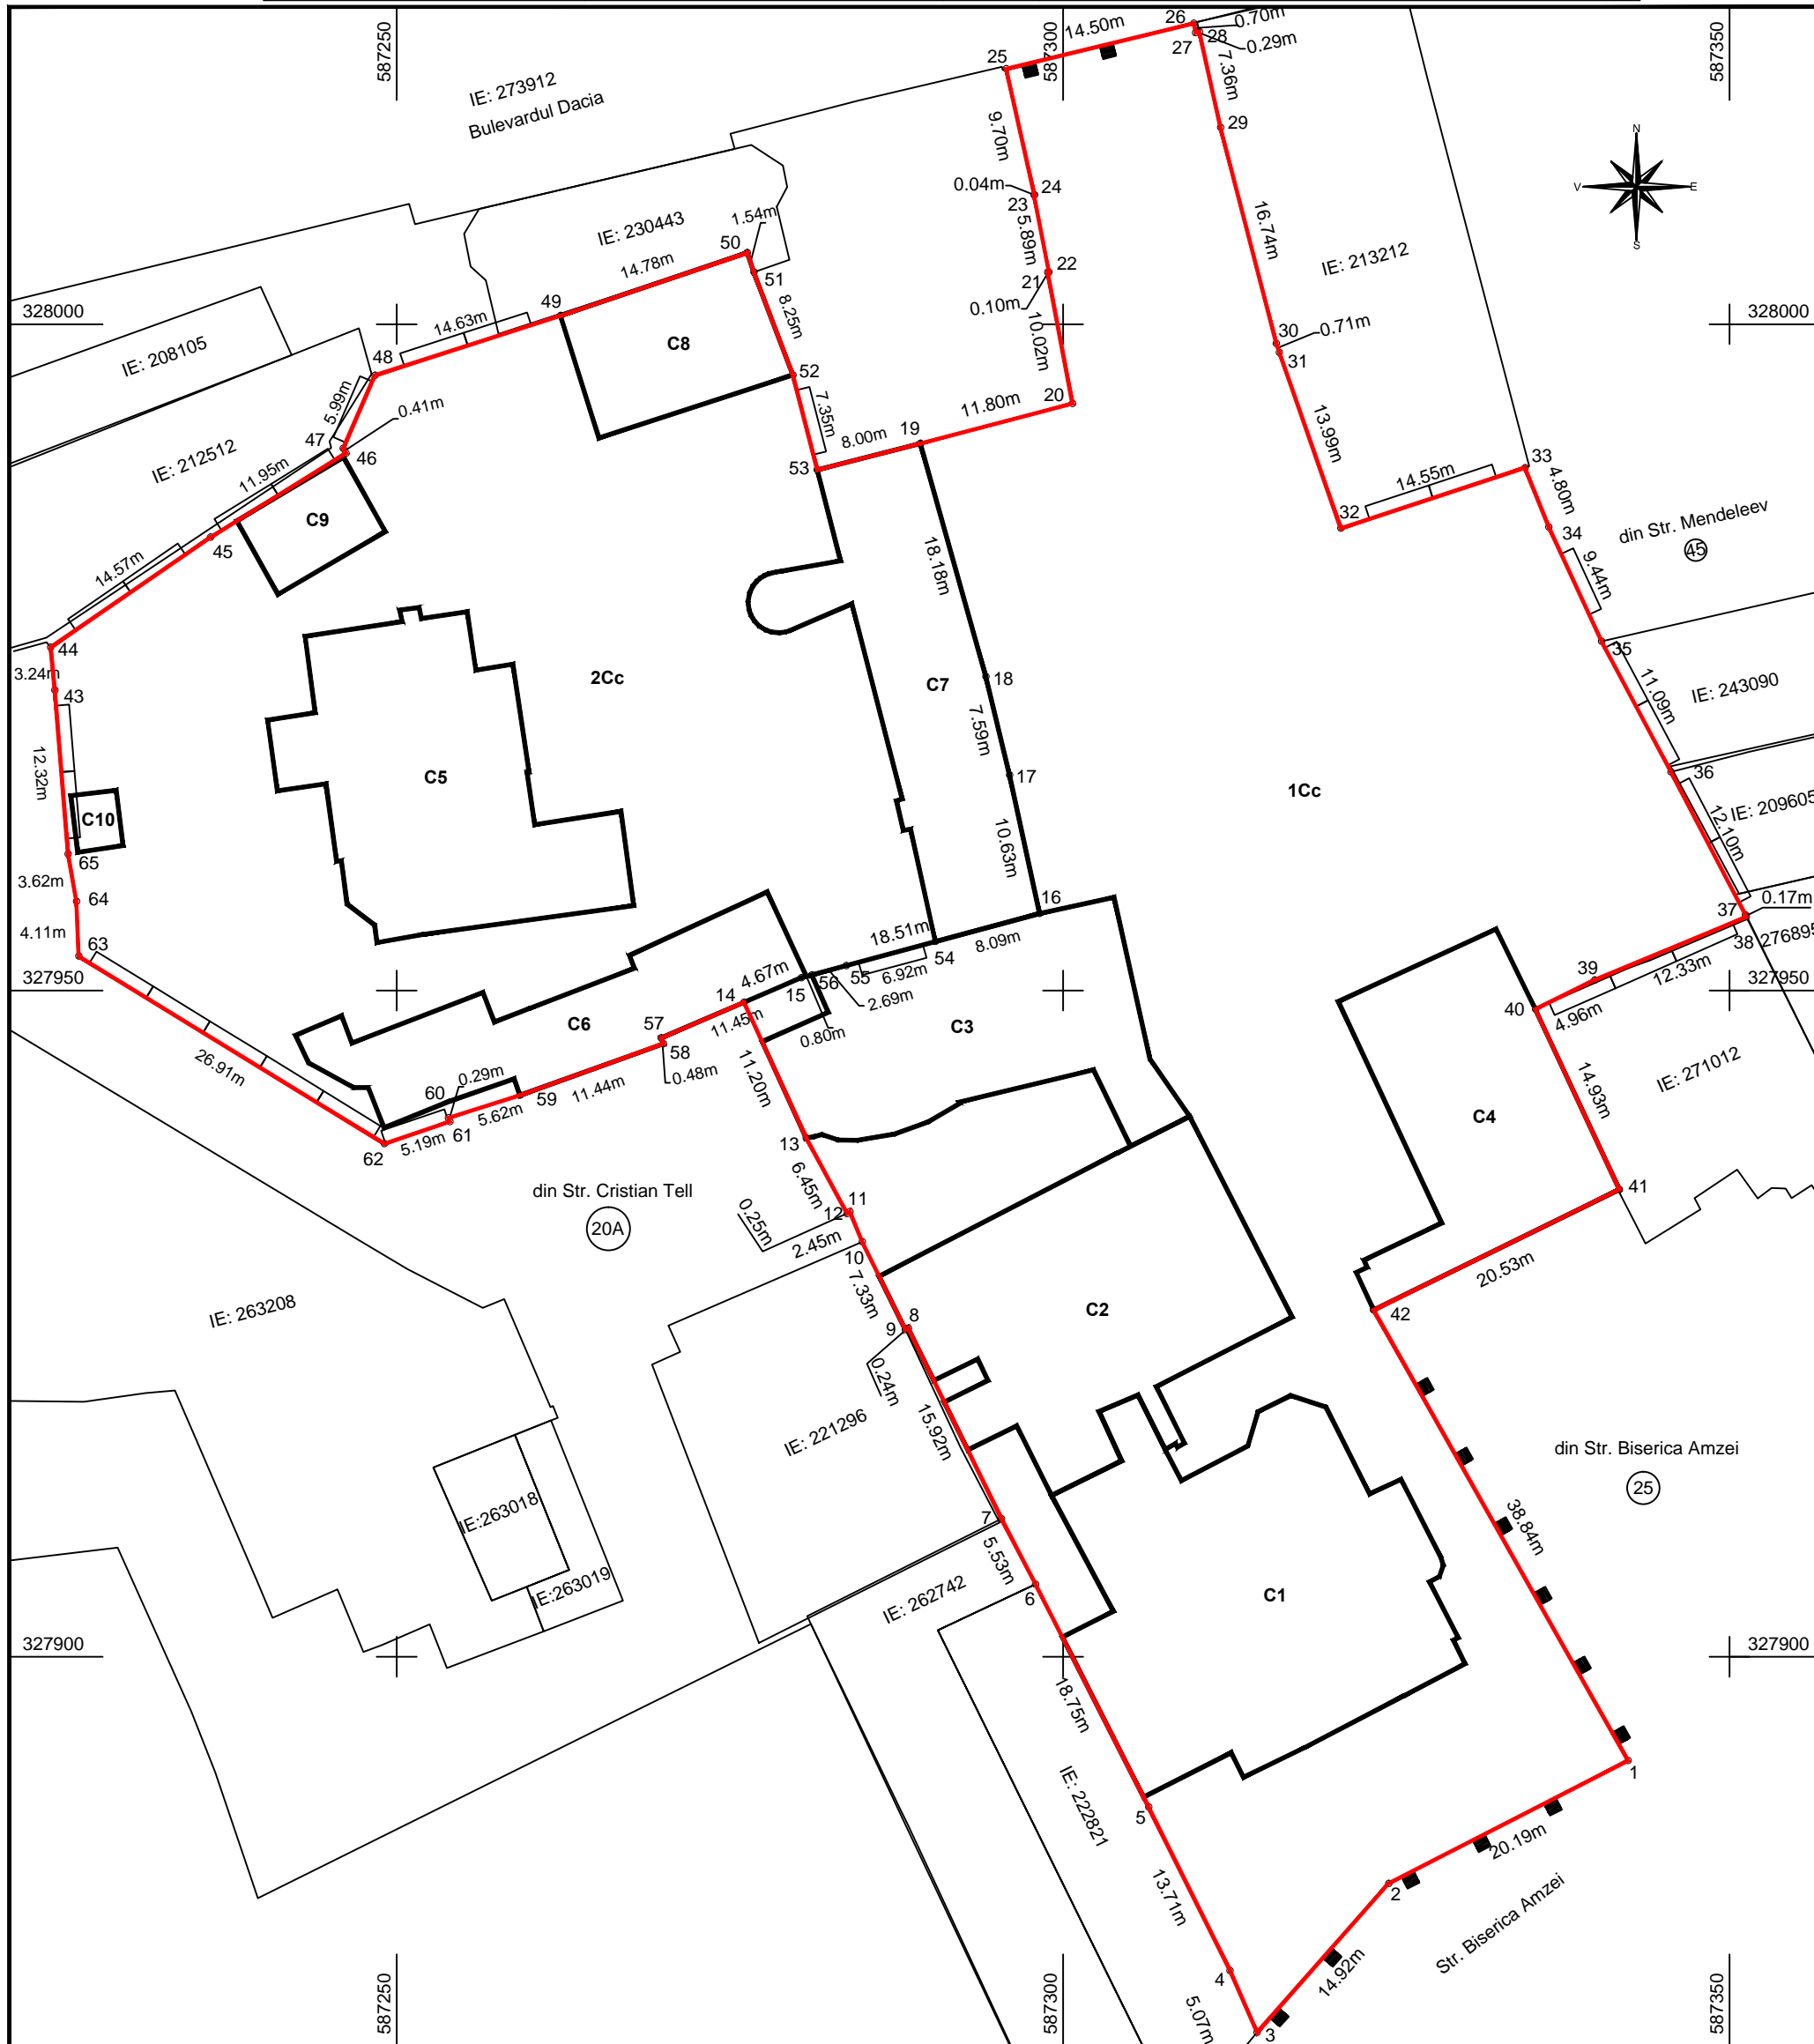 587250
587300
587350
26
0.70m
14.50m
27
28
0.29m
25
7.36m
IE: 273912
Bulevardul Dacia
29
N
V
E
S
9.70m
0.04m
24
23
1.54m
IE: 230443
50
14.78m
5.89m
16.74m
IE: 213212
22
21
51
0.10m
8.25m
49
328000
328000
14.63m
10.02m
30
0.71m
31
IE: 208105
48
C8
52
5.99m
0.41m
7.35m
20
11.80m
19
8.00m
13.99m
47
46
IE: 212512
11.95m
53
33
14.55m
4.80m
32
34
din Str. Mendeleev
45
C9
45
14.57m
18.18m
9.44m
44
3.24m
43
35
2Cc
C7
18
11.09m
IE: 243090
12.32m
7.59m
C5
17
1Cc
36
IE: 209605
C10
10.63m
12.10m
65
3.62m
64
16
37
0.17m
4.11m
63
18.51m
8.09m
38
276895
54
327950
327950
4.67m
55
56
6.92m
39
12.33m
15
2.69m
14
40
4.96m
57
C6
11.45m
C3
0.80m
58
26.91m
0.48m
11.20m
60
0.29m
59
11.44m
14.93m
IE: 271012
5.62m
61
C4
5.19m
62
13
din Str. Cristian Tell
20A
6.45m
11
12
0.25m
2.45m
41
10
20.53m
7.33m
IE: 263208
C2
8
9
42
0.24m
15.92m
IE: 221296
din Str. Biserica Amzei
25
IE:263018
7
38.84m
5.53m
IE:263019
IE: 262742
6
C1
327900
327900
18.75m
IE: 222821
1
5
20.19m
13.71m
2
Str. Biserica Amzei
4
14.92m
5.07m
3
587250
587300
587350